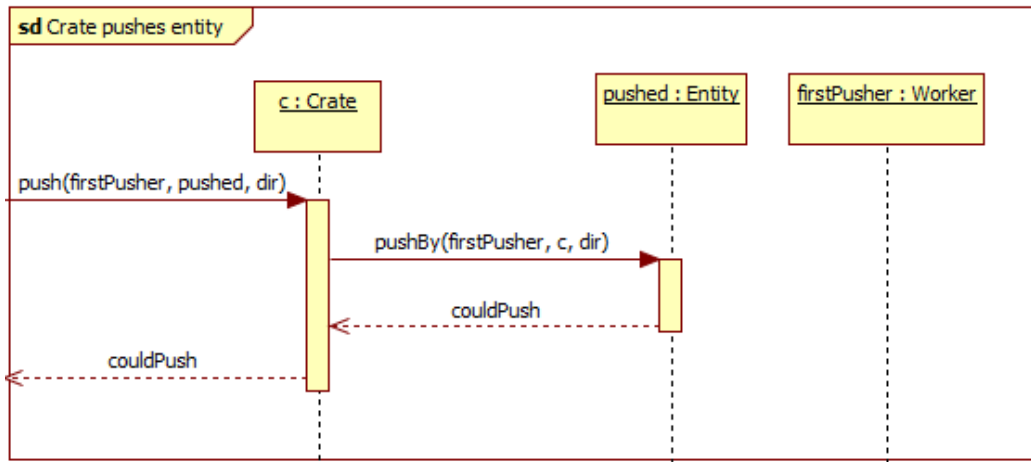 sd Crate pushes entity
c : Crate
pushed : Entity
firstPusher : Worker
push(firstPusher, pushed, dir)
pushBy(firstPusher, c, dir)
couldPush
couldPush